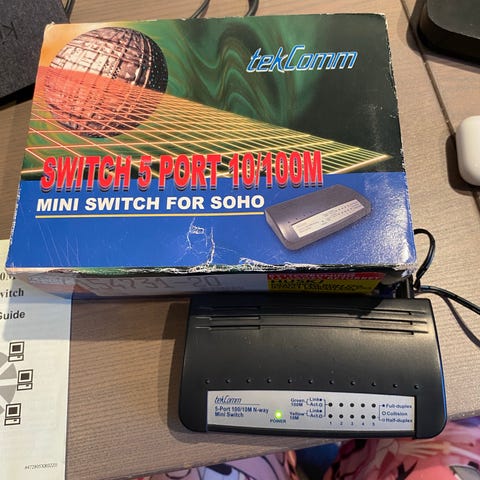 tekComm
SWITCH 5 PORT 10/100M
MINI SWITCH FOR SOHO
154731-20
witch
Guide
tekComm
5-Port 100/10M N-way
Mini Switch
POWER
Green 100M
Link
Act.
Yellow 10M
Link
Act.
1 2 3 4 5
Full-duplex
Collision
Half-duplex